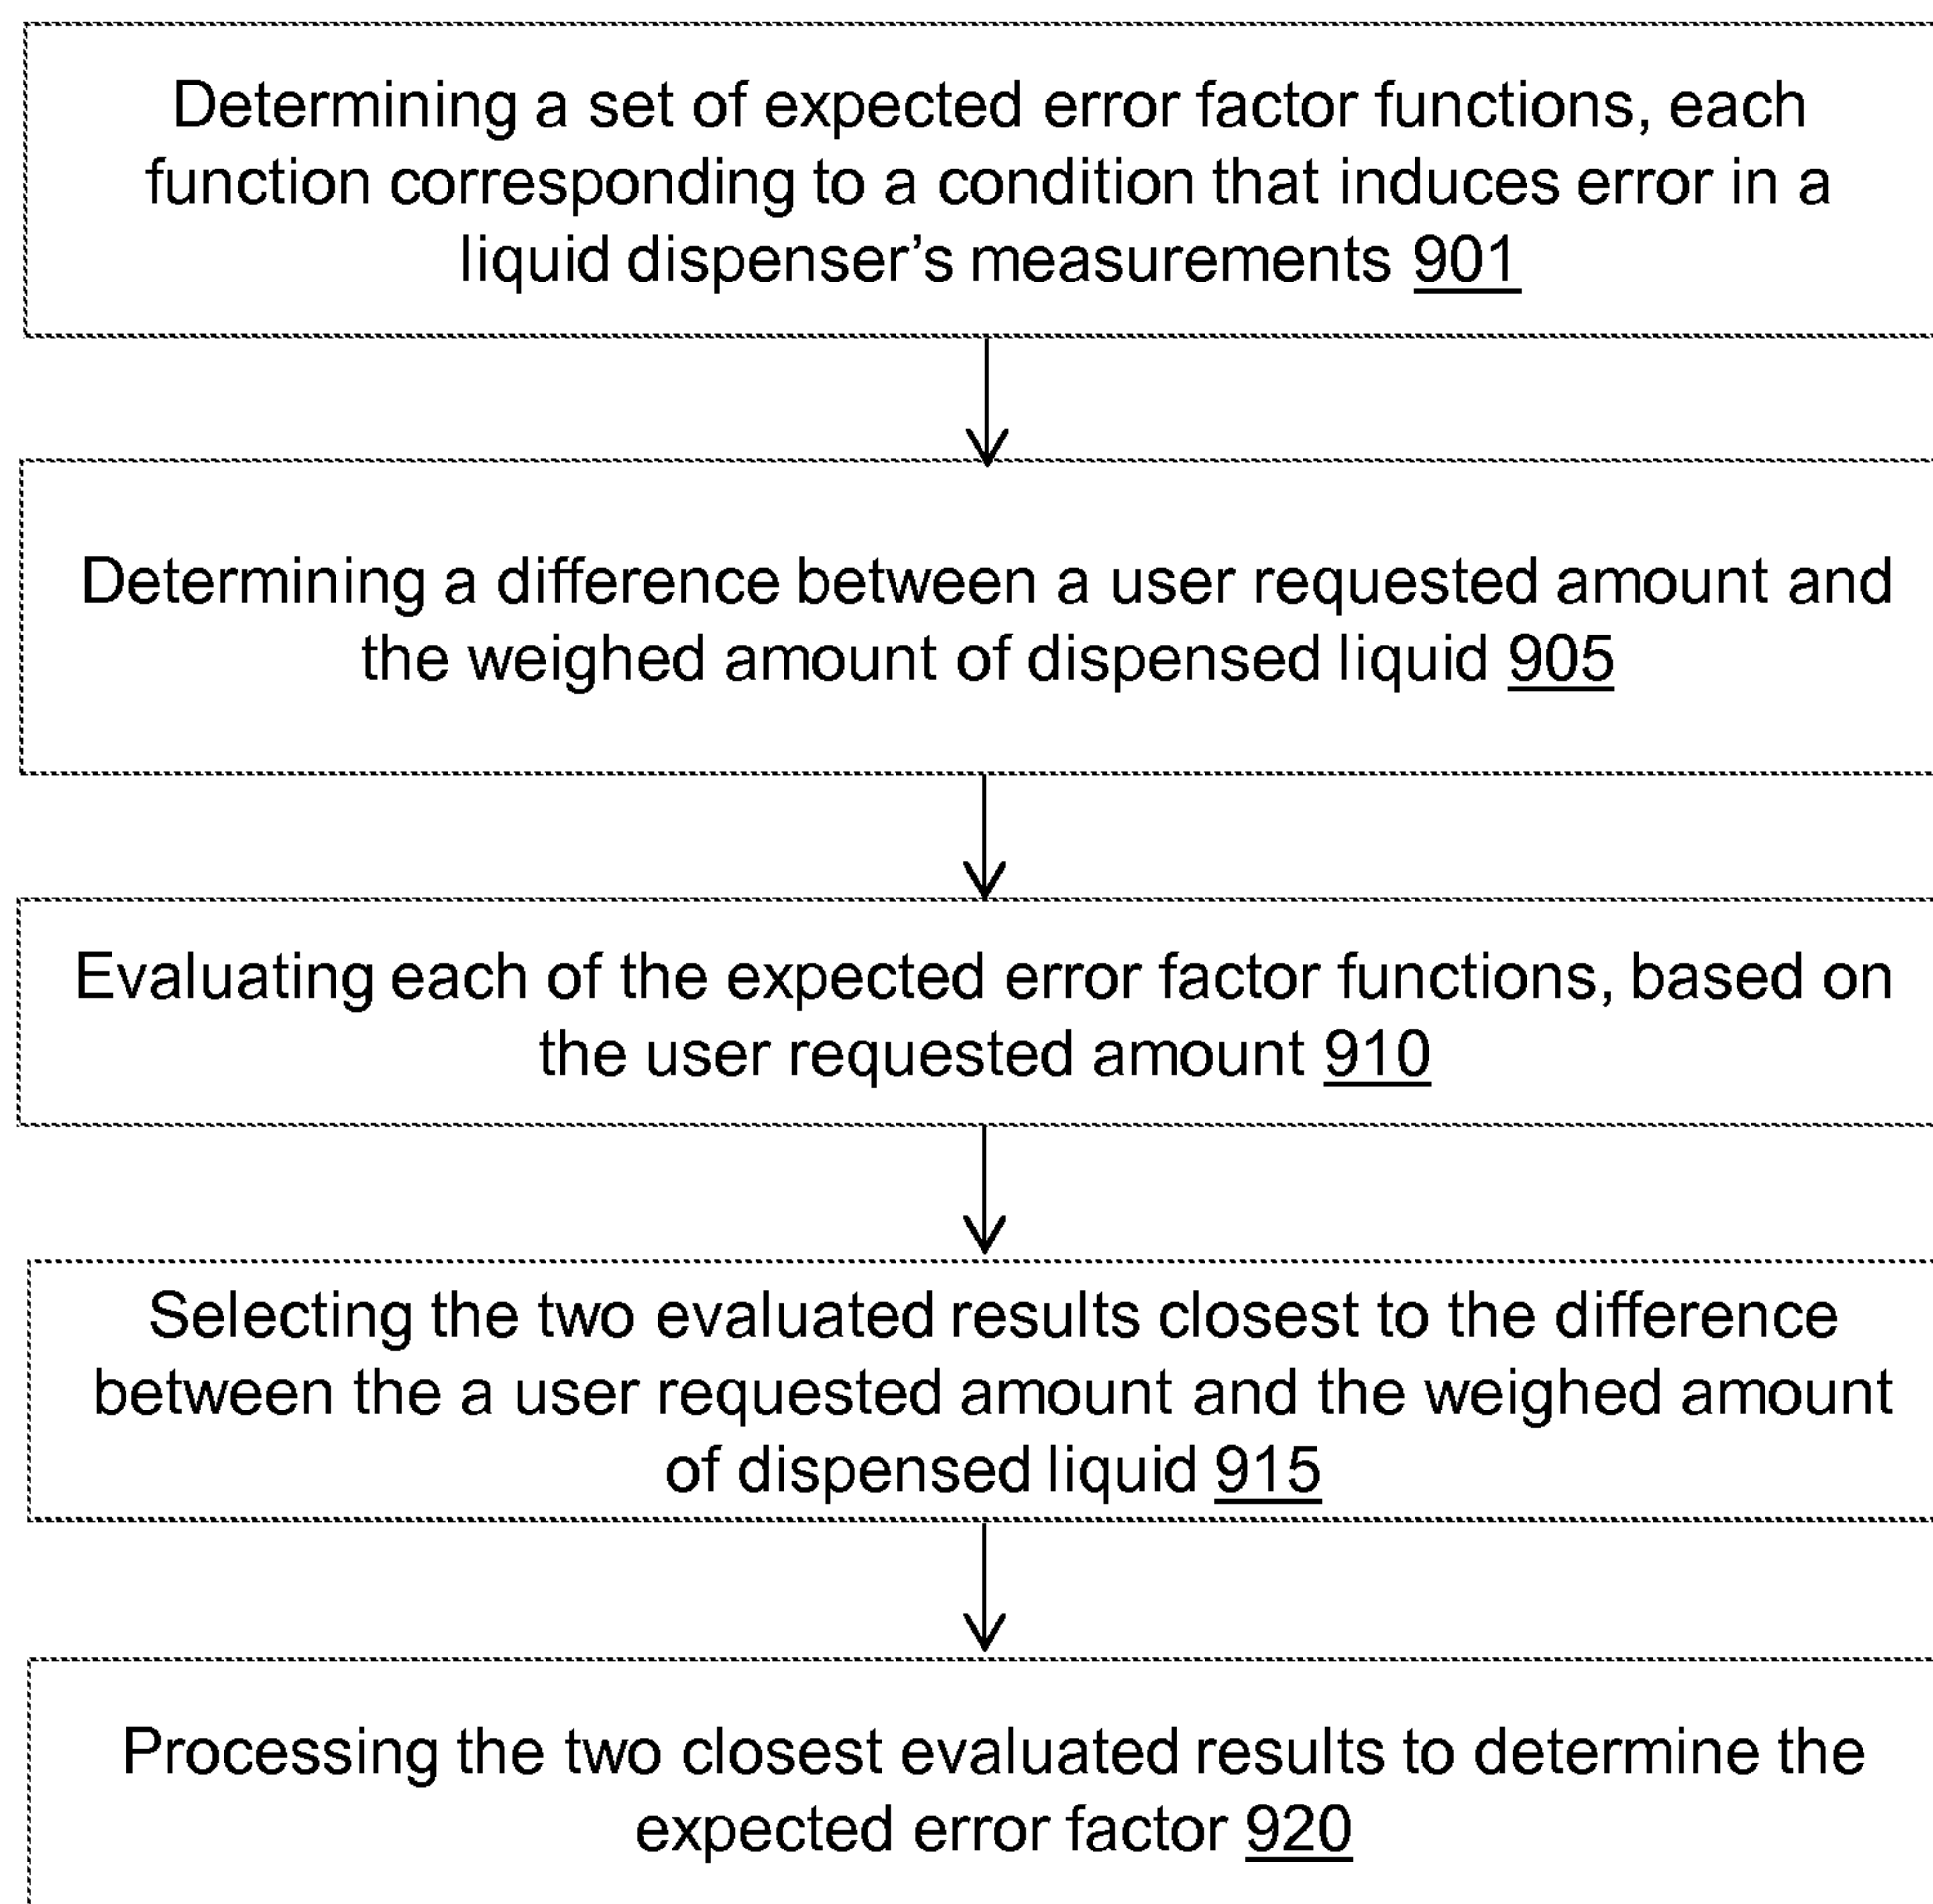 Determining a set of expected error factor functions, each
function corresponding to a condition that induces error in a
liquid dispenser’s measurements 901
Determining a difference between a user requested amount and
the weighed amount of dispensed liquid 905
Evaluating each of the expected error factor functions, based on
the user requested amount 910
Selecting the two evaluated results closest to the difference
between the a user requested amount and the weighed amount
of dispensed liquid 915
Processing the two closest evaluated results to determine the
expected error factor 920